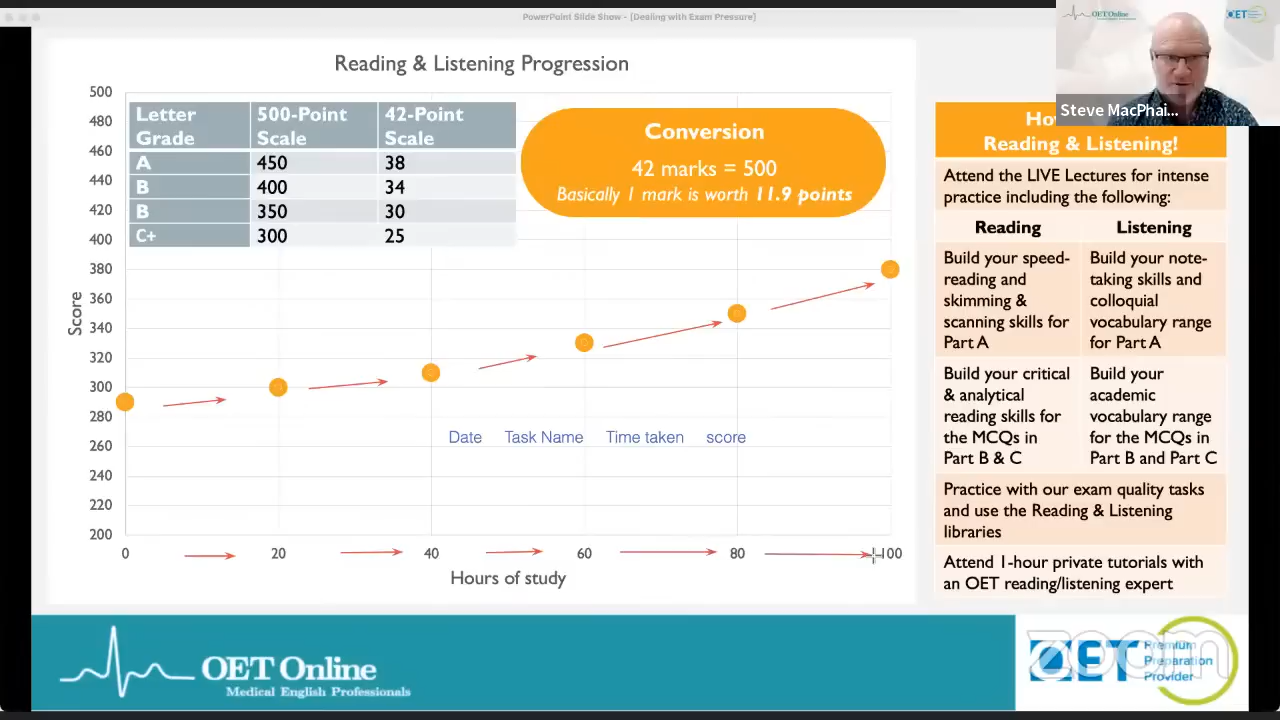 PowerPoint Slide Show - (Dealing with Exam Pressure)
OET Online
OET
Steve MacPhai...
Reading & Listening Progression
Letter Grade 500-Point Scale 42-Point Scale
A 450 38
B 400 34
B 350 30
C+ 300 25
Conversion
42 marks = 500
Basically 1 mark is worth 11.9 points
500
480
460
440
420
400
380
360
340
320
300
280
260
240
220
200
Score
Date Task Name Time taken score
0 20 40 60 80 100
Hours of study
Reading & Listening!
Attend the LIVE Lectures for intense
practice including the following:
Reading Listening
Build your speed-
reading and
skimming &
scanning skills for
Part A
Build your note-
taking skills and
colloquial
vocabulary range
for Part A
Build your critical
& analytical
reading skills for
the MCQs in
Part B & C
Build your
academic
vocabulary range
for the MCQs in
Part B and Part C
Practice with our exam quality tasks
and use the Reading & Listening
libraries
Attend 1-hour private tutorials with
an OET reading/listening expert
OET Online
Medical English Professionals
OET
Premium
Preparation
Provider
zoom